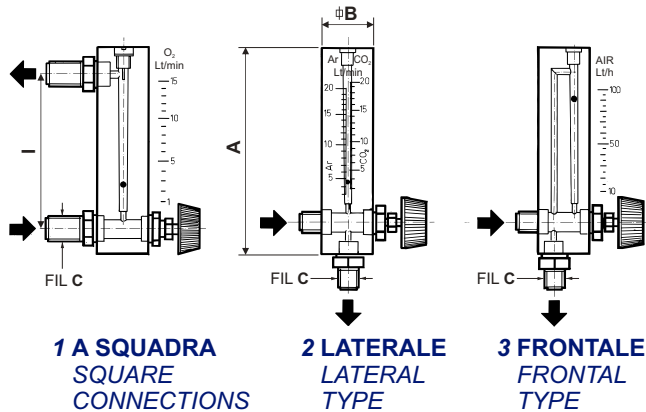 O₂
Lt/min
15
10
5
1
I
FIL C
⏀B
A
Ar CO₂
Lt/min
20
15
10
5
Ar
20
15
10
5
CO₂
FIL C
AIR
Lt/h
100
50
10
FIL C
1 A SQUADRA
SQUARE
CONNECTIONS
2 LATERALE
LATERAL
TYPE
3 FRONTALE
FRONTAL
TYPE